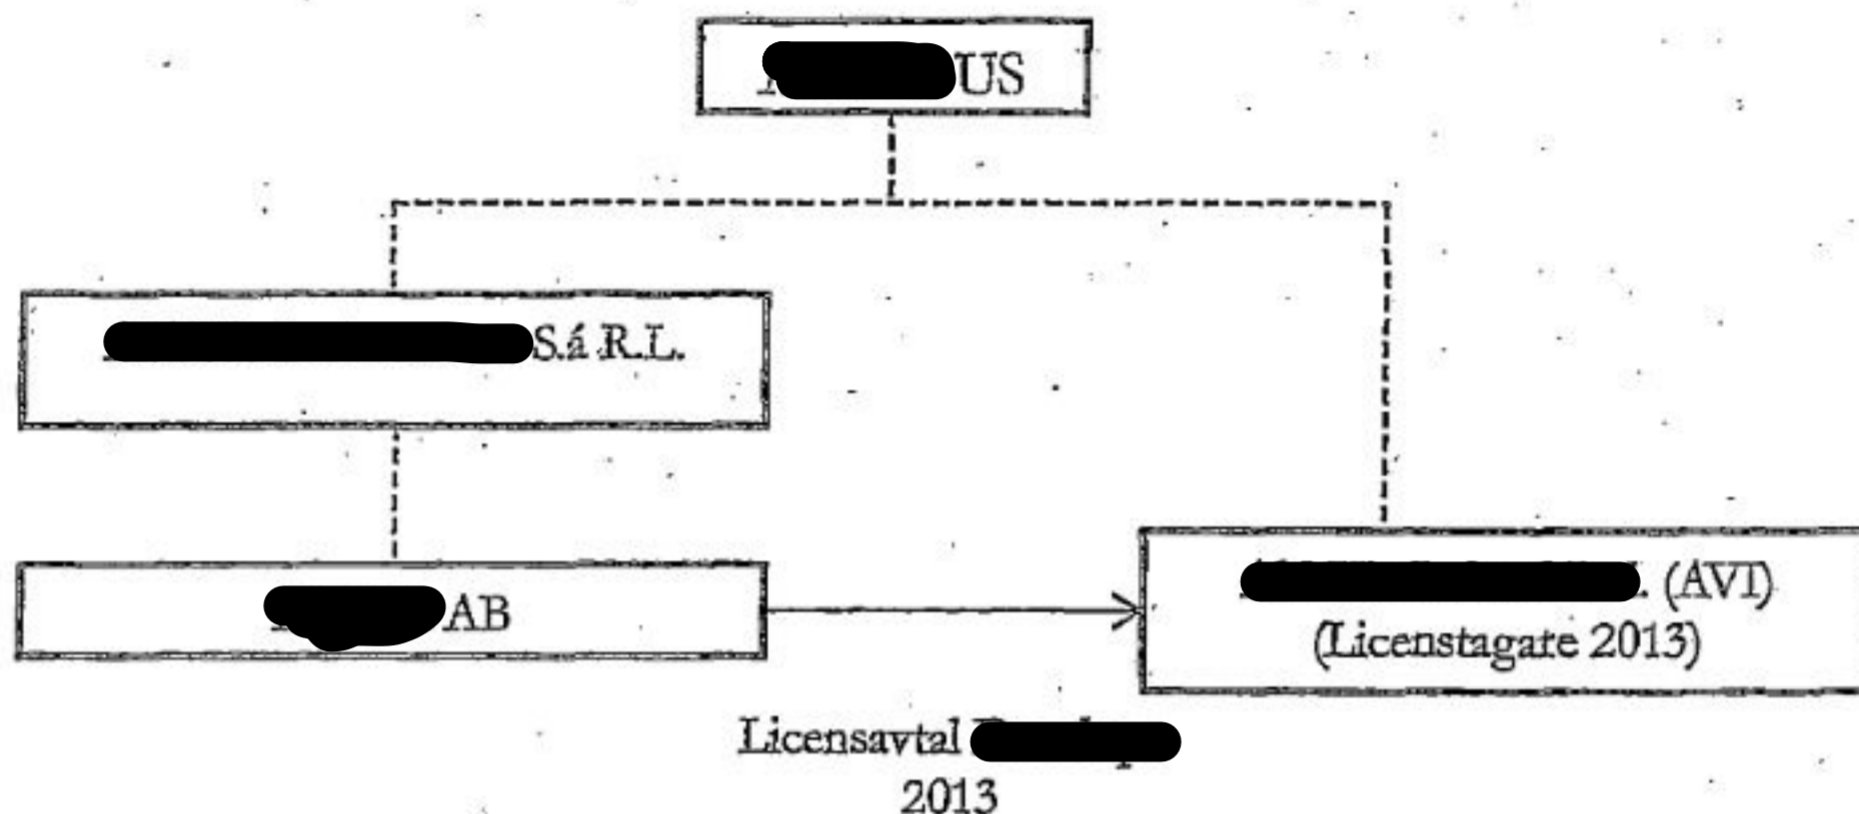 US
S.á R.L.
AB
(AVI)
(Licenstagare 2013)
Licensavtal
2013